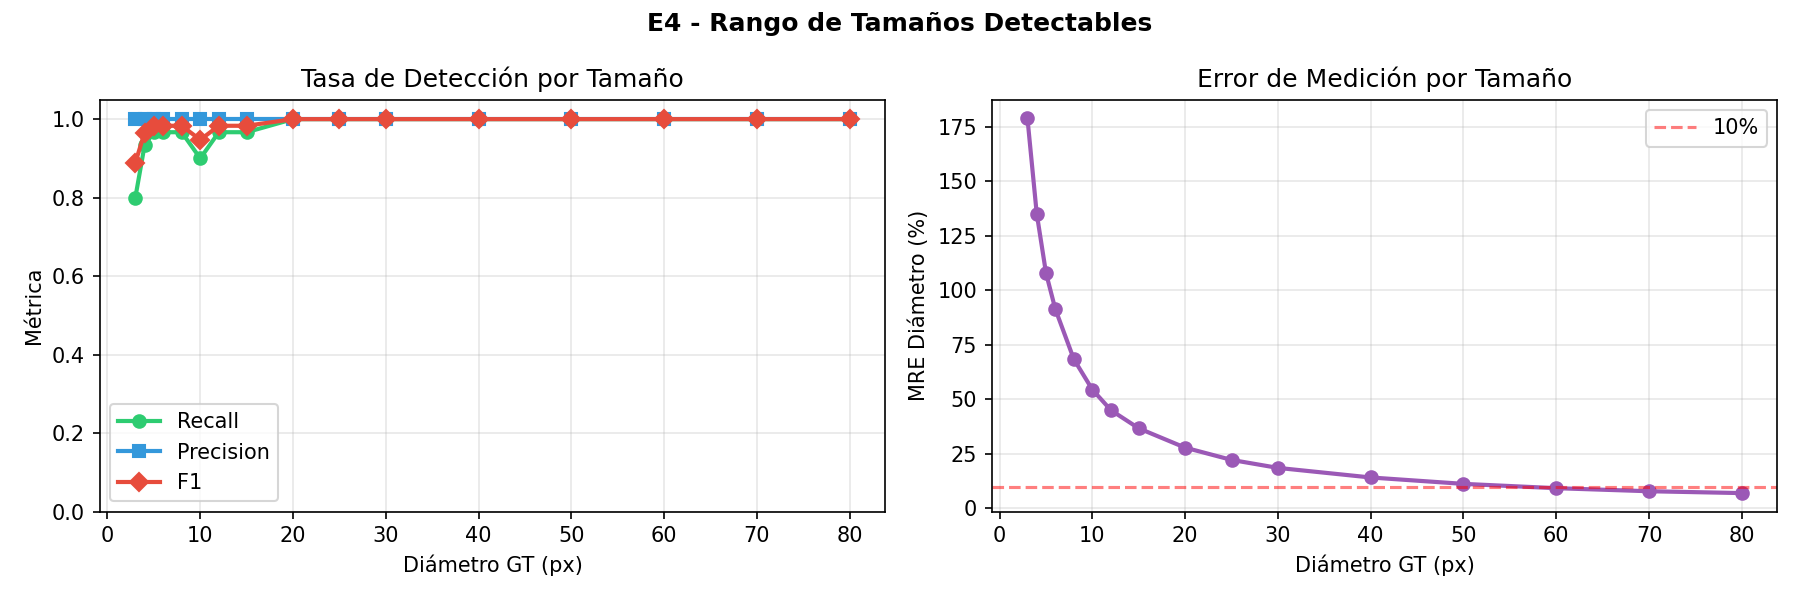 E4 - Rango de Tamaños Detectables
Tasa de Detección por Tamaño
Métrica
1.0
0.8
0.6
0.4
0.2
0.0
Recall
Precision
F1
0 10 20 30 40 50 60 70 80
Diámetro GT (px)
Error de Medición por Tamaño
MRE Diámetro (%)
175
150
125
100
75
50
25
0
10%
0 10 20 30 40 50 60 70 80
Diámetro GT (px)